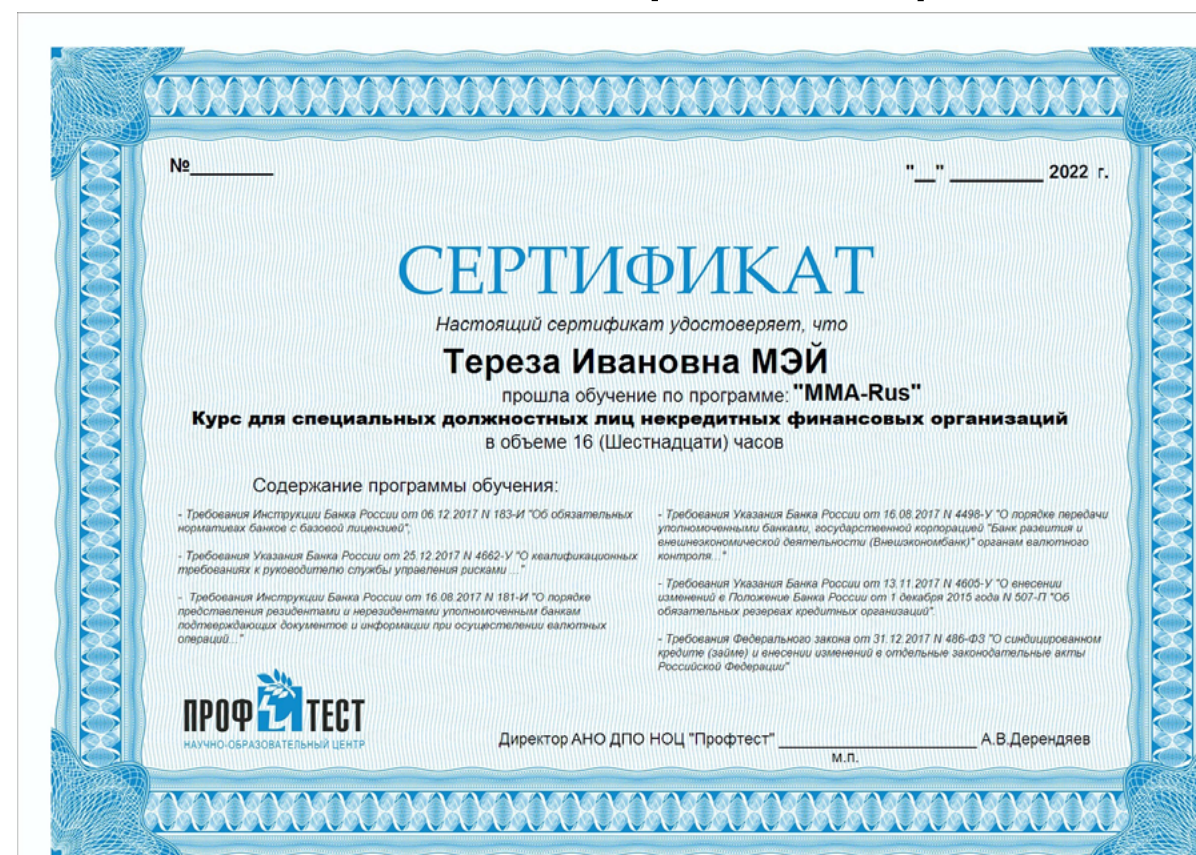 №_________
"__" __________ 2022 г.
СЕРТИФИКАТ
Настоящий сертификат удостоверяет, что
Тереза Ивановна МЭЙ
прошла обучение по программе: "MMA-Rus"
Курс для специальных должностных лиц некредитных финансовых организаций
в объеме 16 (Шестнадцати) часов
Содержание программы обучения:
- Требования Инструкции Банка России от 06.12.2017 N 183-И "Об обязательных
нормативах банков с базовой лицензией";
- Требования Указания Банка России от 25.12.2017 N 4662-У "О квалификационных
требованиях к руководителю службы управления рисками ..."
- Требования Инструкции Банка России от 16.08.2017 N 181-И "О порядке
представления резидентами и нерезидентами уполномоченным банкам
подтверждающих документов и информации при осуществлении валютных
операций..."
- Требования Указания Банка России от 16.08.2017 N 4498-У "О порядке передачи
уполномоченными банками, государственной корпорацией "Банк развития и
внешнеэкономической деятельности (Внешэкономбанк)" органам валютного
контроля..."
- Требования Указания Банка России от 13.11.2017 N 4605-У "О внесении
изменений в Положение Банка России от 1 декабря 2015 года N 507-П "Об
обязательных резервах кредитных организаций".
- Требования Федерального закона от 31.12.2017 N 486-ФЗ "О синдицированном
кредите (займе) и внесении изменений в отдельные законодательные акты
Российской Федерации"
ПРОФ ТЕСТ
НАУЧНО-ОБРАЗОВАТЕЛЬНЫЙ ЦЕНТР
Директор АНО ДПО НОЦ "Профтест" ____________________ А.В.Дерендяев
м.п.